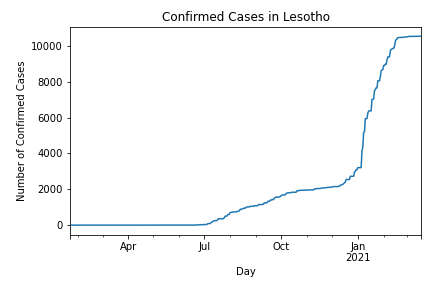 Confirmed Cases in Lesotho
Number of Confirmed Cases
10000
8000
6000
4000
2000
0
Apr
Jul
Oct
Jan
2021
Day